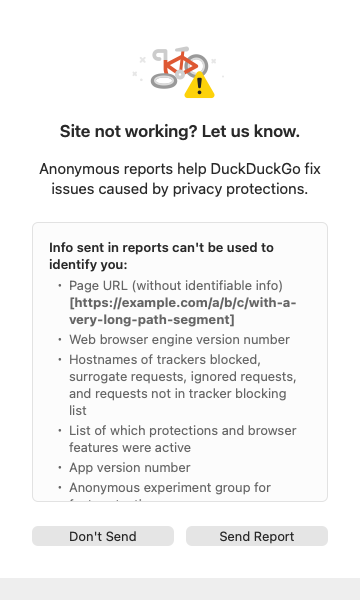 Site not working? Let us know.
Anonymous reports help DuckDuckGo fix
issues caused by privacy protections.
Info sent in reports can't be used to
identify you:
• Page URL (without identifiable info)
[https://example.com/a/b/c/with-a-
very-long-path-segment]
• Web browser engine version number
• Hostnames of trackers blocked,
surrogate requests, ignored requests,
and requests not in tracker blocking
list
• List of which protections and browser
features were active
• App version number
• Anonymous experiment group for
Don't Send
Send Report